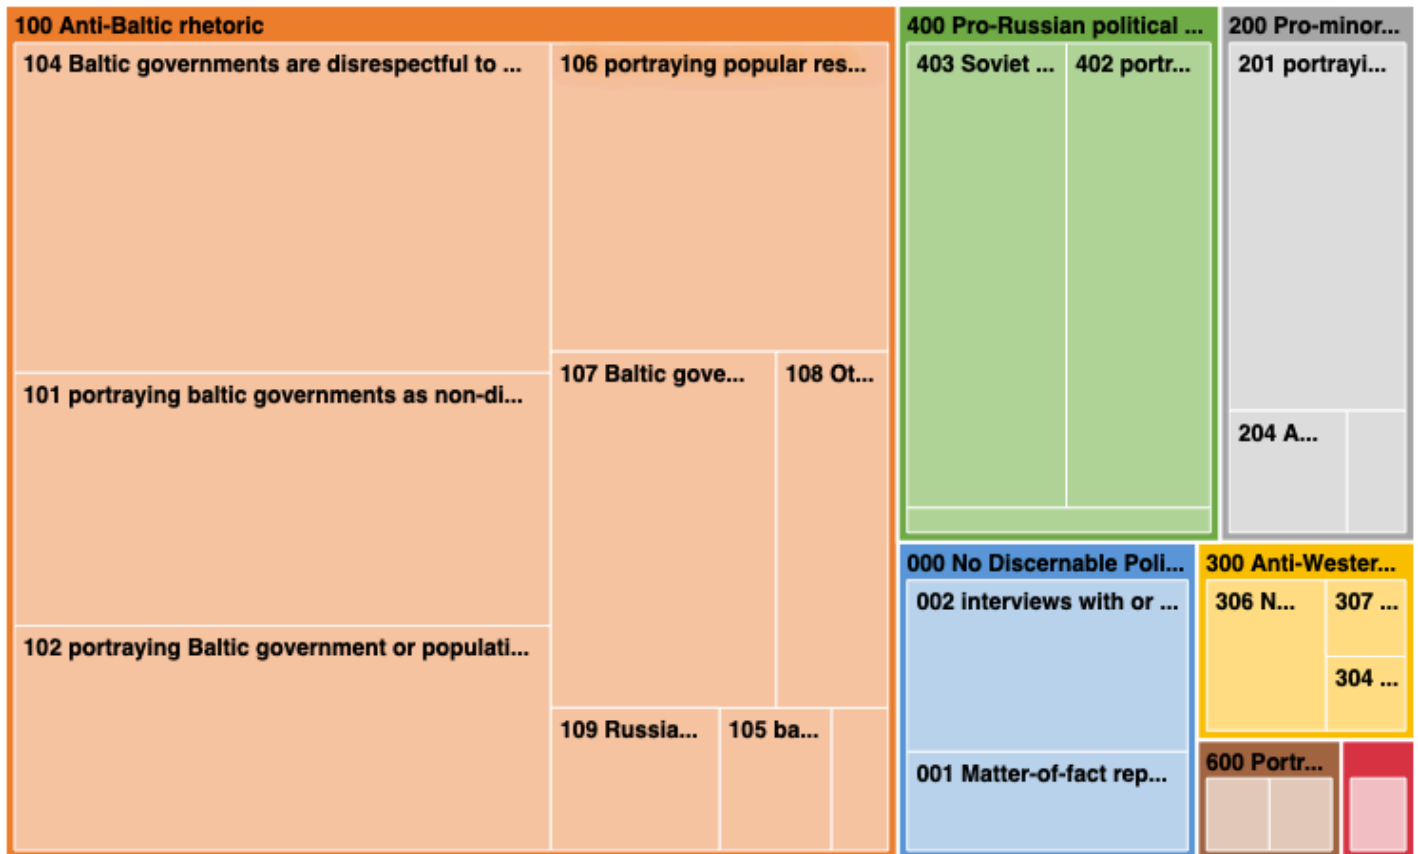 100 Anti-Baltic rhetoric
104 Baltic governments are disrespectful to ...
106 portraying popular res...
101 portraying baltic governments as non-di...
102 portraying Baltic government or populati...
107 Baltic gove...
108 Ot...
109 Russia...
105 ba...
400 Pro-Russian political ...
403 Soviet ...
402 portr...
200 Pro-minor...
201 portrayi...
204 A...
000 No Discernable Poli...
002 interviews with or ...
001 Matter-of-fact rep...
300 Anti-Wester...
306 N...
307 ...
304 ...
600 Portr...